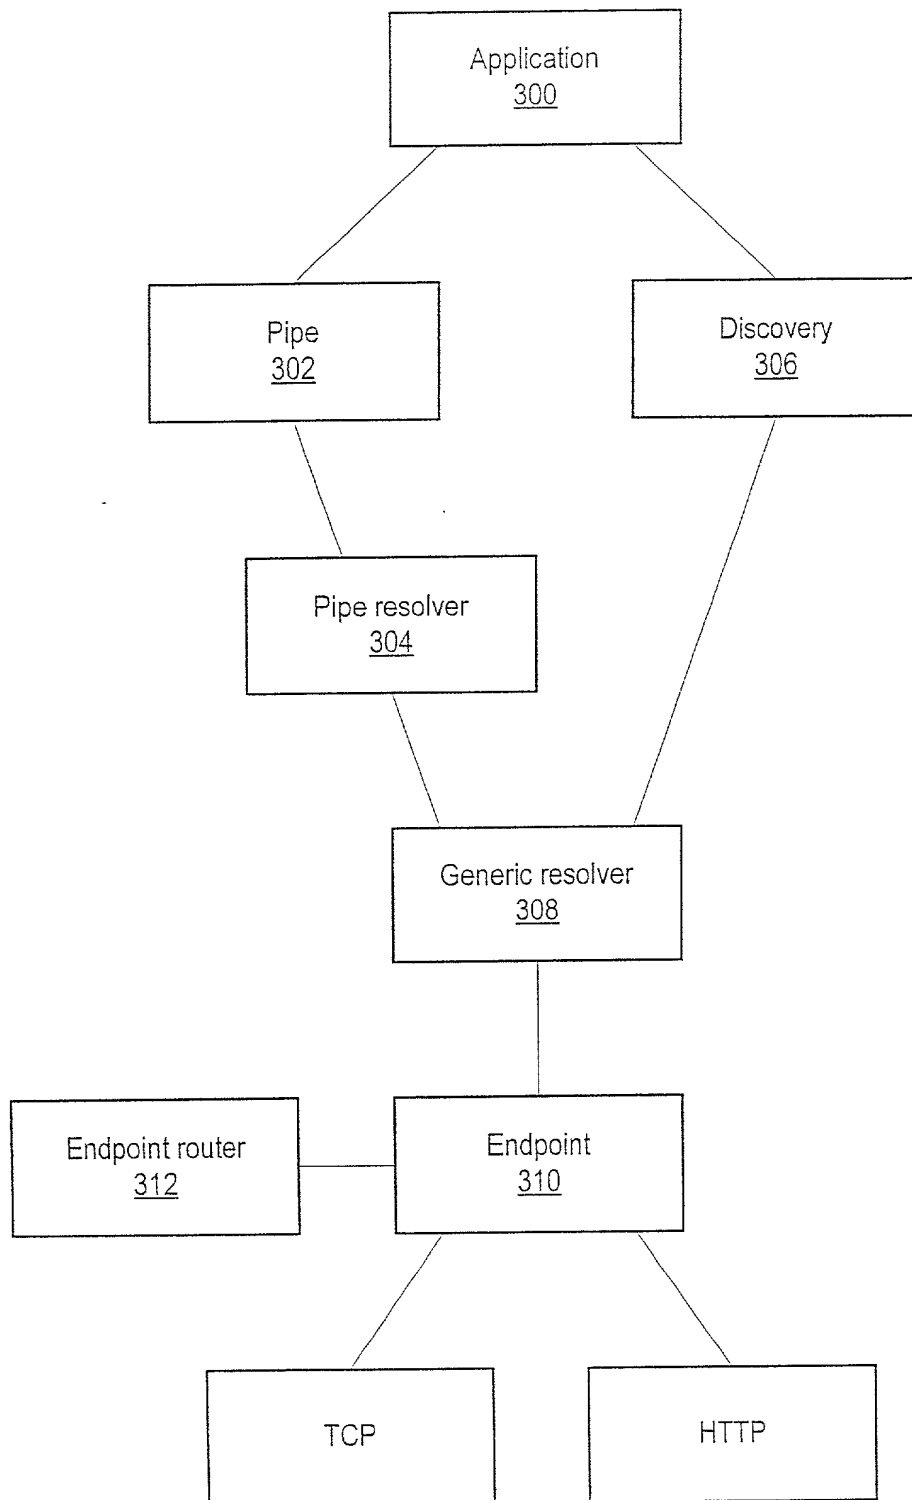 Application
300
Pipe
302
Discovery
306
Pipe resolver
304
Generic resolver
308
Endpoint router
312
Endpoint
310
TCP
HTTP